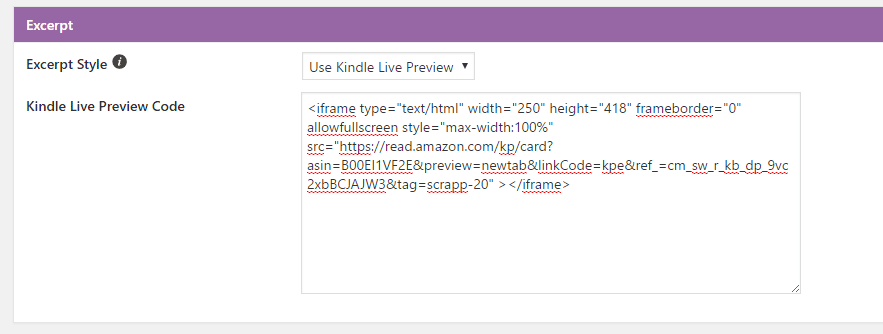 Excerpt
Excerpt Style i
Use Kindle Live Preview
Kindle Live Preview Code
<iframe type="text/html" width="250" height="418" frameborder="0"
allowfullscreen style="max-width:100%"
src="https://read.amazon.com/kp/card?
asin=B00EI1VF2E&preview=newtab&linkCode=kpe&ref_=cm_sw_r_kb_dp_9vc
2xbBCJAJW3&tag=scrapp-20" ></iframe>